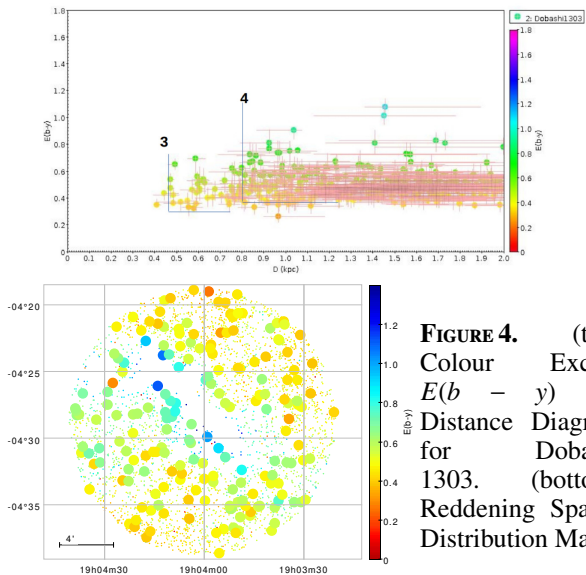 1.8
1.6
1.4
1.2
1.0
0.8
0.6
0.4
0.2
0
E(b-y)
3
4
0 0.1 0.2 0.3 0.4 0.5 0.6 0.7 0.8 0.9 1.0 1.1 1.2 1.3 1.4 1.5 1.6 1.7 1.8 1.9 2.0
D (kpc)
2: Dobashi1303
1.8
1.6
1.4
1.2
1.0
0.8
0.6
0.4
0.2
0
E(b-y)
-04°20
-04°25
-04°30
-04°35
4'
19h04m30 19h04m00 19h03m30
1.2
1.0
0.8
0.6
0.4
0.2
0
E(b-y)
FIGURE 4. (t
Colour Exc
E(b – y)
Distance Diagr
for Doba
1303. (botto
Reddening Spa
Distribution Ma